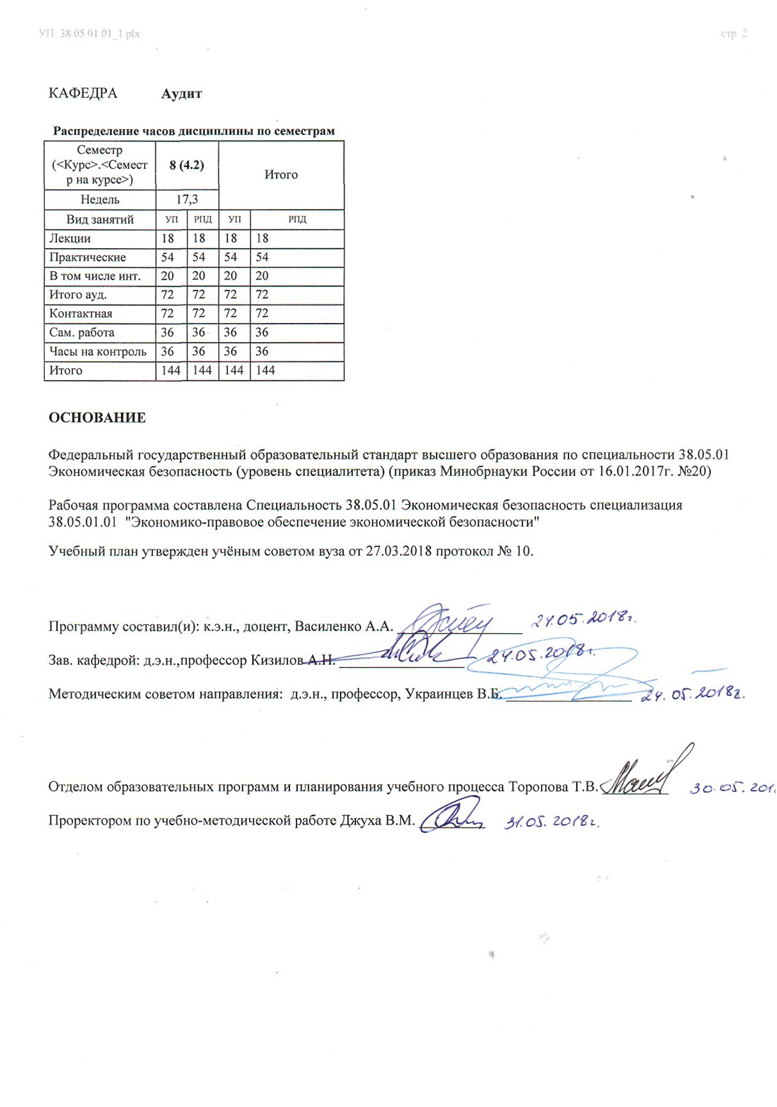 УП: 38.05.01.01_1.plx стр. 2
КАФЕДРА Аудит
Распределение часов дисциплины по семестрам
Семестр
(<Курс>.<Семест
р на курсе>) 8 (4.2) Итого
Недель 17,3
Вид занятий УП РПД УП РПД
Лекции 18 18 18 18
Практические 54 54 54 54
В том числе инт. 20 20 20 20
Итого ауд. 72 72 72 72
Контактная 72 72 72 72
Сам. работа 36 36 36 36
Часы на контроль 36 36 36 36
Итого 144 144 144 144
ОСНОВАНИЕ
Федеральный государственный образовательный стандарт высшего образования по специальности 38.05.01
Экономическая безопасность (уровень специалитета) (приказ Минобрнауки России от 16.01.2017г. №20)
Рабочая программа составлена Специальность 38.05.01 Экономическая безопасность специализация
38.05.01.01 "Экономико-правовое обеспечение экономической безопасности"
Учебный план утвержден учёным советом вуза от 27.03.2018 протокол № 10.
Программу составил(и): к.э.н., доцент, Василенко А.А. 24.05.2018г.
Зав. кафедрой: д.э.н.,профессор Кизилов А.Н. 24.05.2018г.
Методическим советом направления: д.э.н., профессор, Украинцев В.Б. 24.05.2018г.
Отделом образовательных программ и планирования учебного процесса Торопова Т.В. 30.05.201
Проректором по учебно-методической работе Джуха В.М. 31.05.2018г.